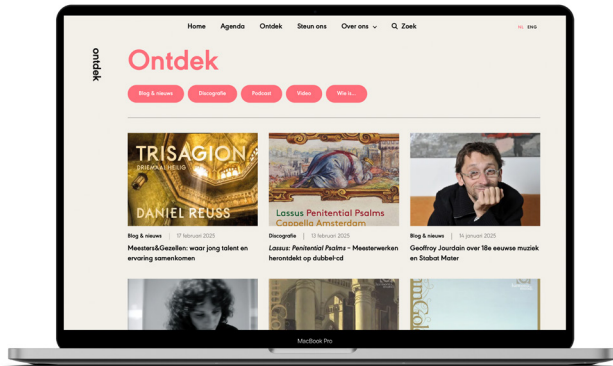 Home Agenda Ontdek Steun ons Over ons Zoek NL ENG
ontdek
Ontdek
Blog & nieuws Discografie Podcast Video Wie is...
TRISAGION
DRIEMAAL HEILIG
DANIEL REUSS
Lassus Penitential Psalms
Cappella Amsterdam
Blog & nieuws | 17 februari 2025
Meesters&Gezellen: waar jong talent en
ervaring samenkomen
Discografie | 13 februari 2025
Lassus: Penitential Psalms – Meesterwerken
herontdekt op dubbel-cd
Blog & nieuws | 14 januari 2025
Geoffroy Jourdain over 18e eeuwse muziek
en Stabat Mater
MacBook Pro